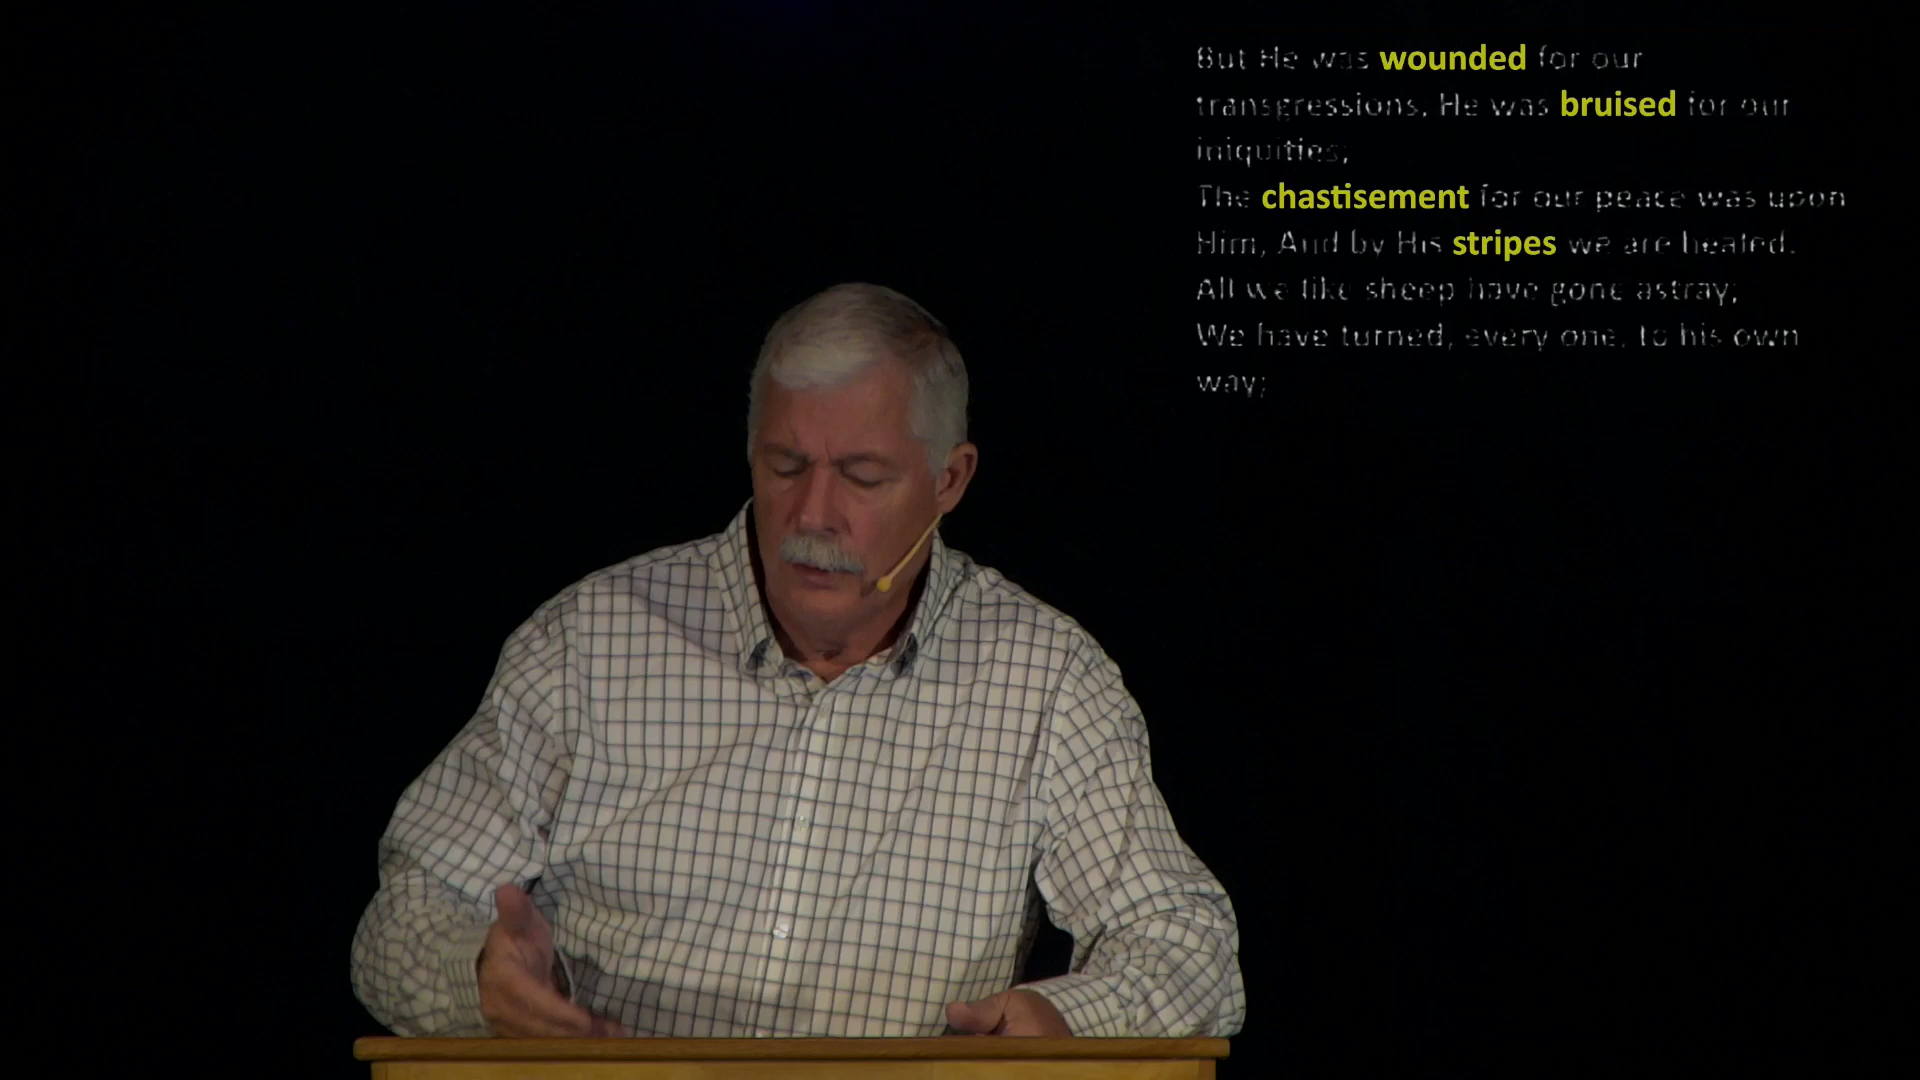 But He was wounded for our
transgressions, He was bruised for our
iniquities;
The chastisement for our peace was upon
Him, And by His stripes we are healed.
All we like sheep have gone astray;
We have turned, every one, to his own
way;